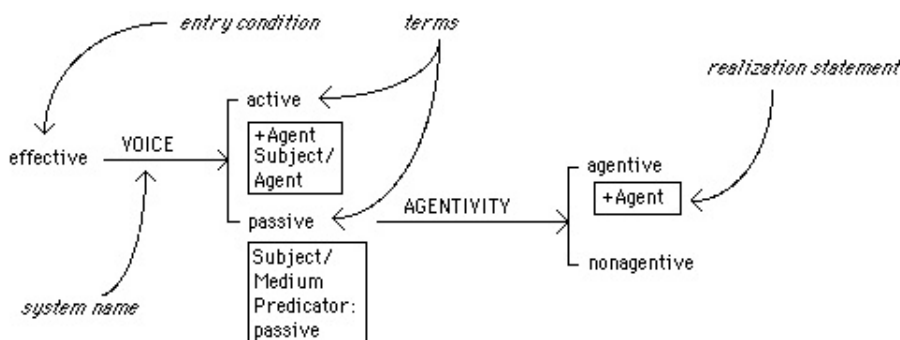 entry condition
terms
realization statement
active
+Agent
Subject/
Agent
VOICE
effective
agentive
+Agent
passive
AGENTIVITY
Subject/
Medium
Predicator:
passive
nonagentive
system name